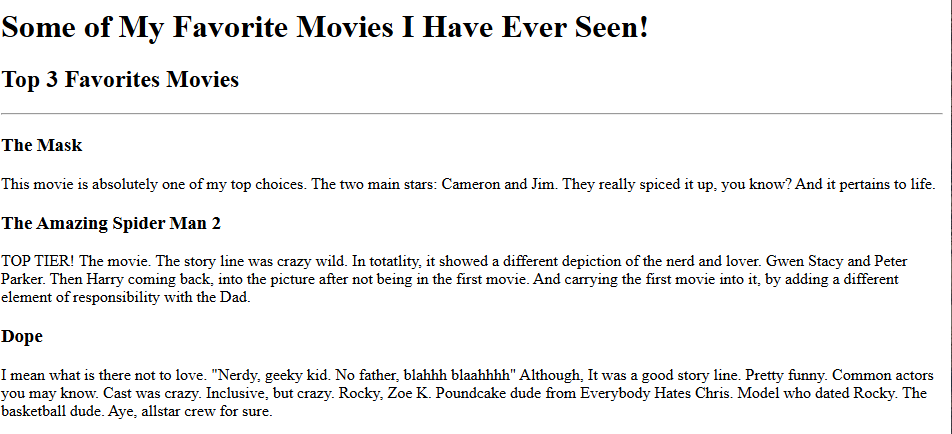 Some of My Favorite Movies I Have Ever Seen!
Top 3 Favorites Movies
The Mask
This movie is absolutely one of my top choices. The two main stars: Cameron and Jim. They really spiced it up, you know? And it pertains to life.
The Amazing Spider Man 2
TOP TIER! The movie. The story line was crazy wild. In totatlity, it showed a different depiction of the nerd and lover. Gwen Stacy and Peter
Parker. Then Harry coming back, into the picture after not being in the first movie. And carrying the first movie into it, by adding a different
element of responsibility with the Dad.
Dope
I mean what is there not to love. "Nerdy, geeky kid. No father, blahhh blaahhhh" Although, It was a good story line. Pretty funny. Common actors
you may know. Cast was crazy. Inclusive, but crazy. Rocky, Zoe K. Poundcake dude from Everybody Hates Chris. Model who dated Rocky. The
basketball dude. Aye, allstar crew for sure.